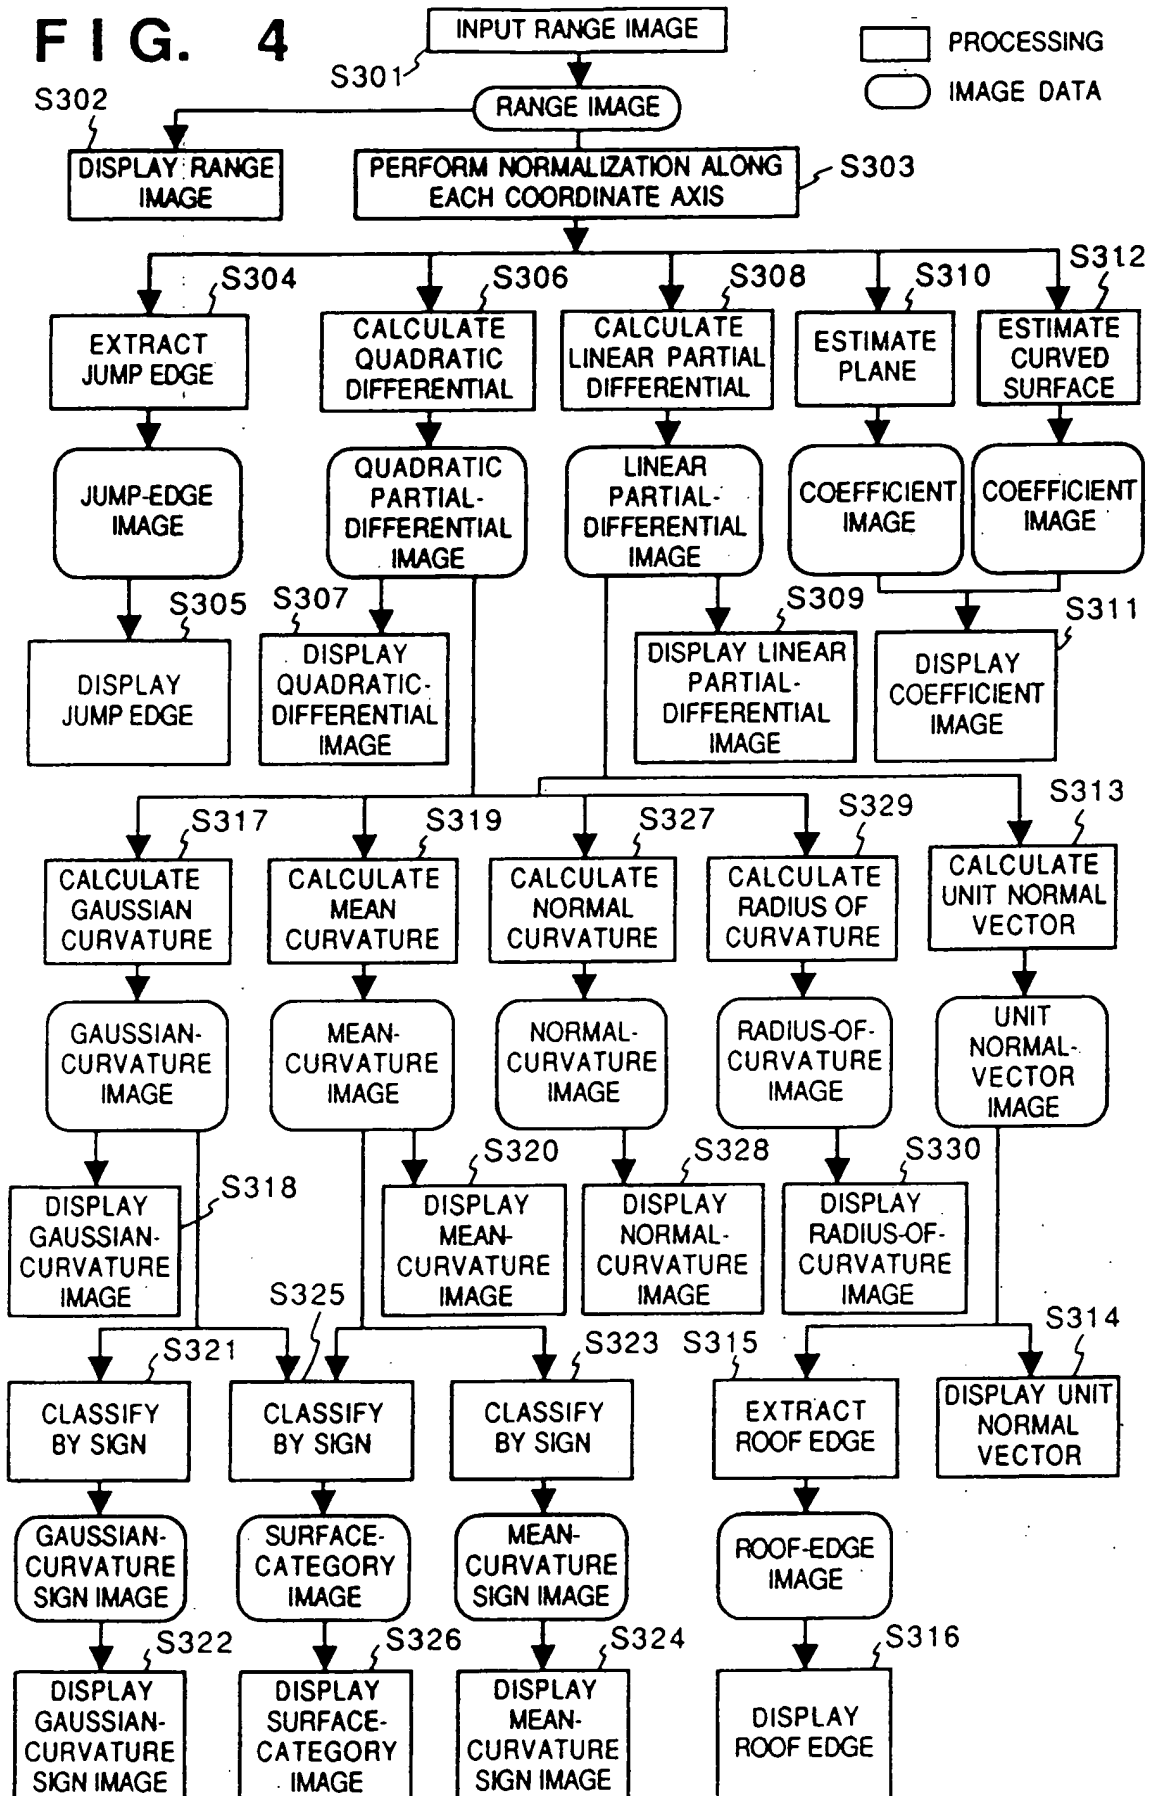 FIG. 4
INPUT RANGE IMAGE
PROCESSING
IMAGE DATA
S301
RANGE IMAGE
S302
DISPLAY RANGE
IMAGE
PERFORM NORMALIZATION ALONG
EACH COORDINATE AXIS
S303
S304
EXTRACT
JUMP EDGE
S306
CALCULATE
QUADRATIC
DIFFERENTIAL
S308
CALCULATE
LINEAR PARTIAL
DIFFERENTIAL
S310
ESTIMATE
PLANE
S312
ESTIMATE
CURVED
SURFACE
JUMP-EDGE
IMAGE
QUADRATIC
PARTIAL-
DIFFERENTIAL
IMAGE
LINEAR
PARTIAL-
DIFFERENTIAL
IMAGE
COEFFICIENT
IMAGE
COEFFICIENT
IMAGE
S305
DISPLAY
JUMP EDGE
S307
DISPLAY
QUADRATIC-
DIFFERENTIAL
IMAGE
S309
DISPLAY LINEAR
PARTIAL-
DIFFERENTIAL
IMAGE
S311
DISPLAY
COEFFICIENT
IMAGE
S317
CALCULATE
GAUSSIAN
CURVATURE
S319
CALCULATE
MEAN
CURVATURE
S327
CALCULATE
NORMAL
CURVATURE
S329
CALCULATE
RADIUS OF
CURVATURE
S313
CALCULATE
UNIT NORMAL
VECTOR
GAUSSIAN-
CURVATURE
IMAGE
MEAN-
CURVATURE
IMAGE
NORMAL-
CURVATURE
IMAGE
RADIUS-OF-
CURVATURE
IMAGE
UNIT
NORMAL-
VECTOR
IMAGE
S318
DISPLAY
GAUSSIAN-
CURVATURE
IMAGE
S320
DISPLAY
MEAN-
CURVATURE
IMAGE
S328
DISPLAY
NORMAL-
CURVATURE
IMAGE
S330
DISPLAY
RADIUS-OF-
CURVATURE
IMAGE
S321
CLASSIFY
BY SIGN
S325
CLASSIFY
BY SIGN
S323
CLASSIFY
BY SIGN
S315
EXTRACT
ROOF EDGE
S314
DISPLAY UNIT
NORMAL
VECTOR
GAUSSIAN-
CURVATURE
SIGN IMAGE
SURFACE-
CATEGORY
IMAGE
MEAN-
CURVATURE
SIGN IMAGE
ROOF-EDGE
IMAGE
S322
DISPLAY
GAUSSIAN-
CURVATURE
SIGN IMAGE
S326
DISPLAY
SURFACE-
CATEGORY
IMAGE
S324
DISPLAY
MEAN-
CURVATURE
SIGN IMAGE
S316
DISPLAY
ROOF EDGE